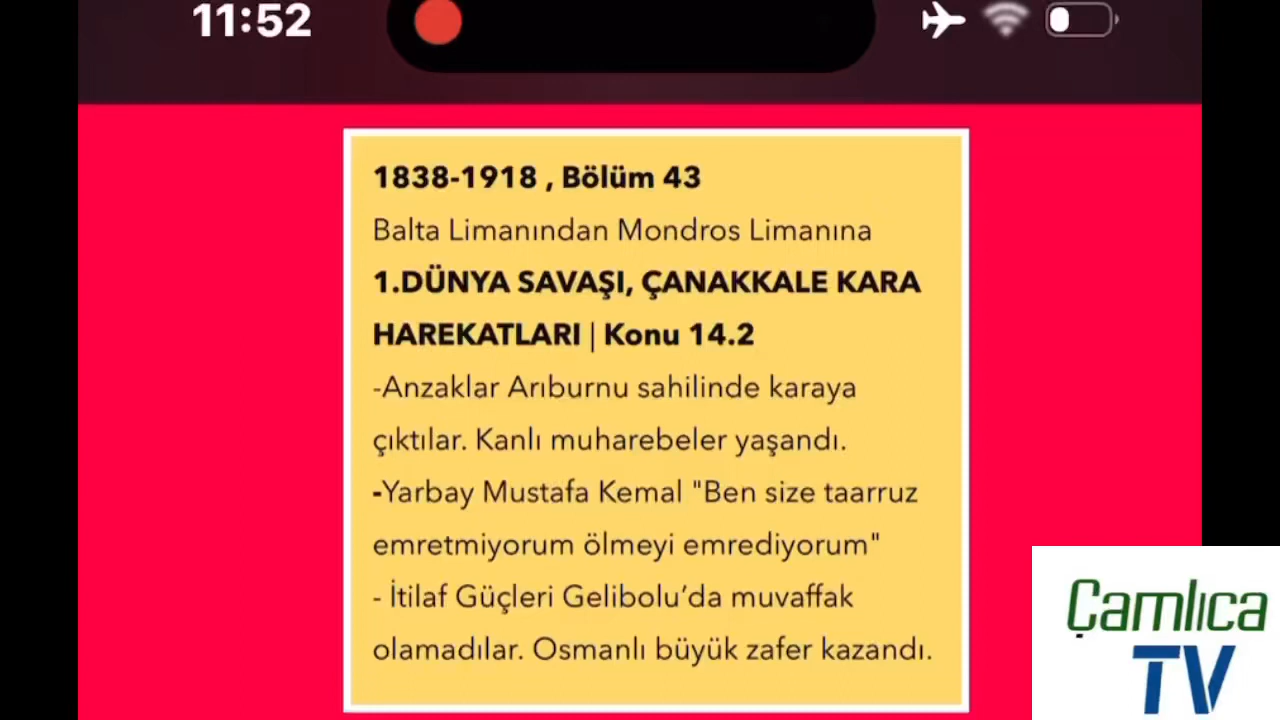 11:52
1838-1918 , Bölüm 43
Balta Limanından Mondros Limanına
1.DÜNYA SAVAŞI, ÇANAKKALE KARA
HAREKATLARI | Konu 14.2
-Anzaklar Arıburnu sahilinde karaya
çıktılar. Kanlı muharebeler yaşandı.
-Yarbay Mustafa Kemal "Ben size taarruz
emretmiyorum ölmeyi emrediyorum"
- İtilaf Güçleri Gelibolu’da muvaffak
olamadılar. Osmanlı büyük zafer kazandı.
Çamlıca
TV